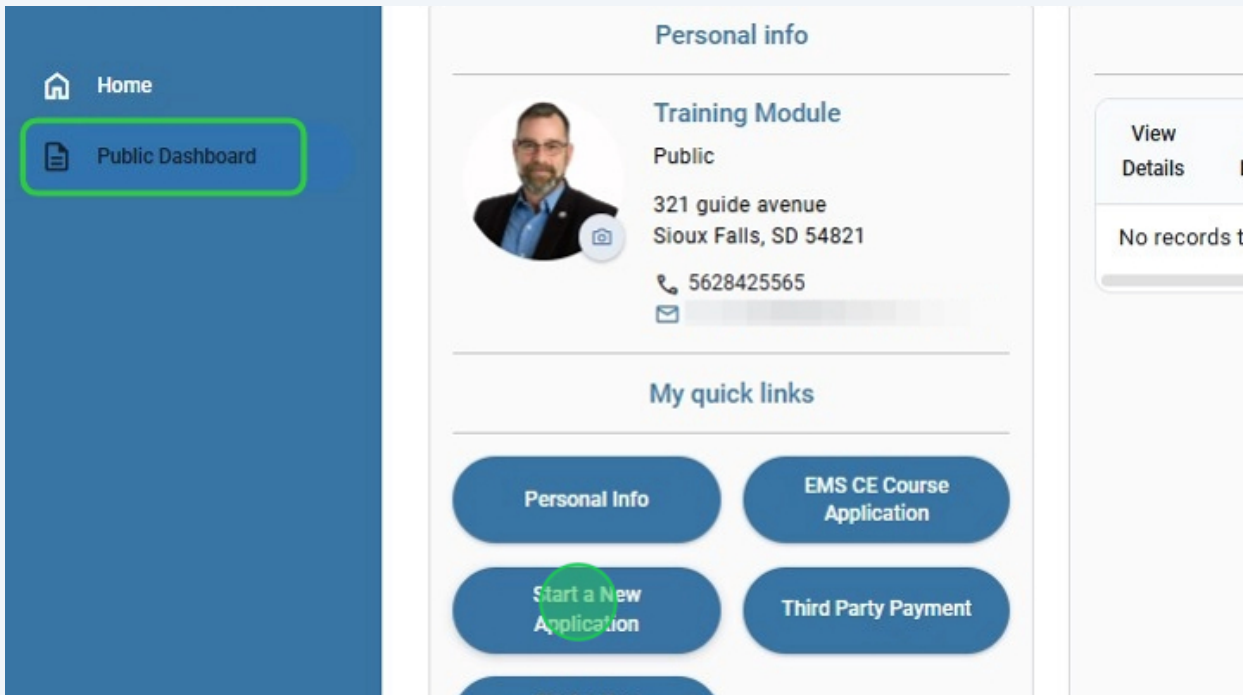 Home
Public Dashboard
Personal info
Training Module
Public
321 guide avenue
Sioux Falls, SD 54821
5628425565
My quick links
Personal Info
EMS CE Course
Application
Start a New
Application
Third Party Payment
View
Details
No records